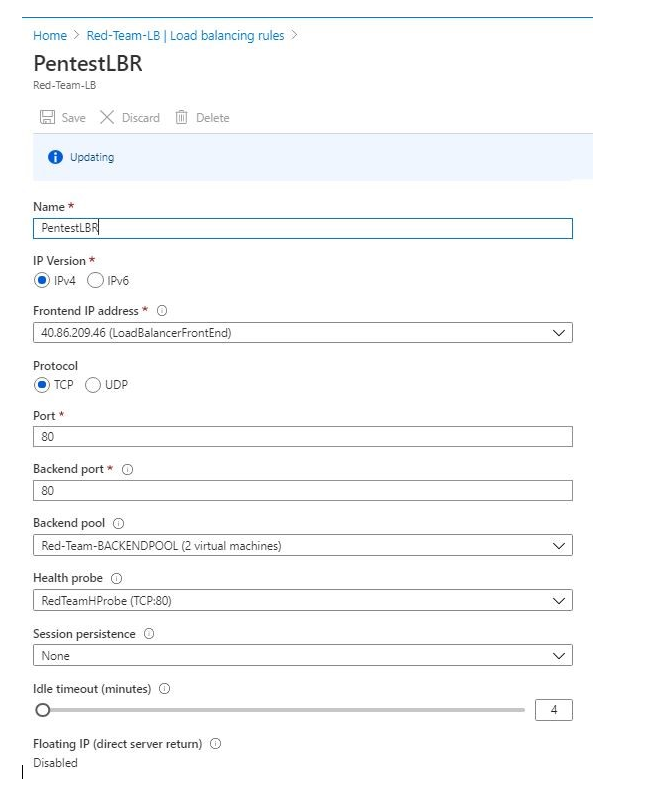 Home > Red-Team-LB | Load balancing rules >
PentestLBR
Red-Team-LB
Save Discard Delete
Updating
Name *
PentestLBR
IP Version *
IPv4 IPv6
Frontend IP address *
40.86.209.46 (LoadBalancerFrontEnd)
Protocol
TCP UDP
Port *
80
Backend port *
80
Backend pool
Red-Team-BACKENDPOOL (2 virtual machines)
Health probe
RedTeamHProbe (TCP:80)
Session persistence
None
Idle timeout (minutes)
4
Floating IP (direct server return)
Disabled